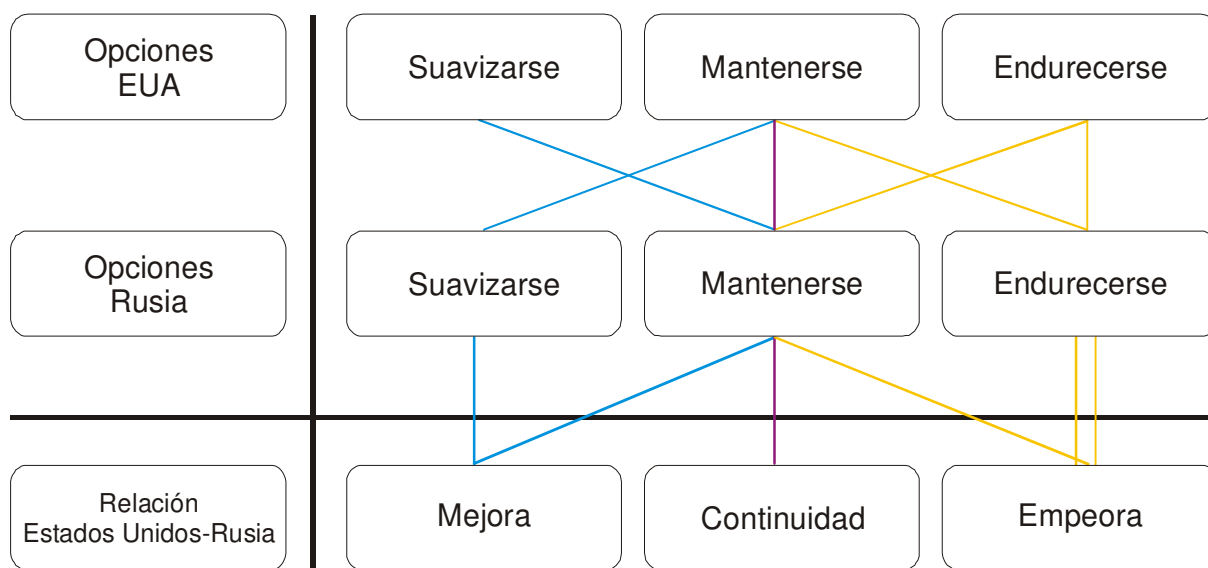 Opciones
EUA
Suavizarse
Mantenerse
Endurecerse
Opciones
Rusia
Suavizarse
Mantenerse
Endurecerse
Relación
Estados Unidos-Rusia
Mejora
Continuidad
Empeora